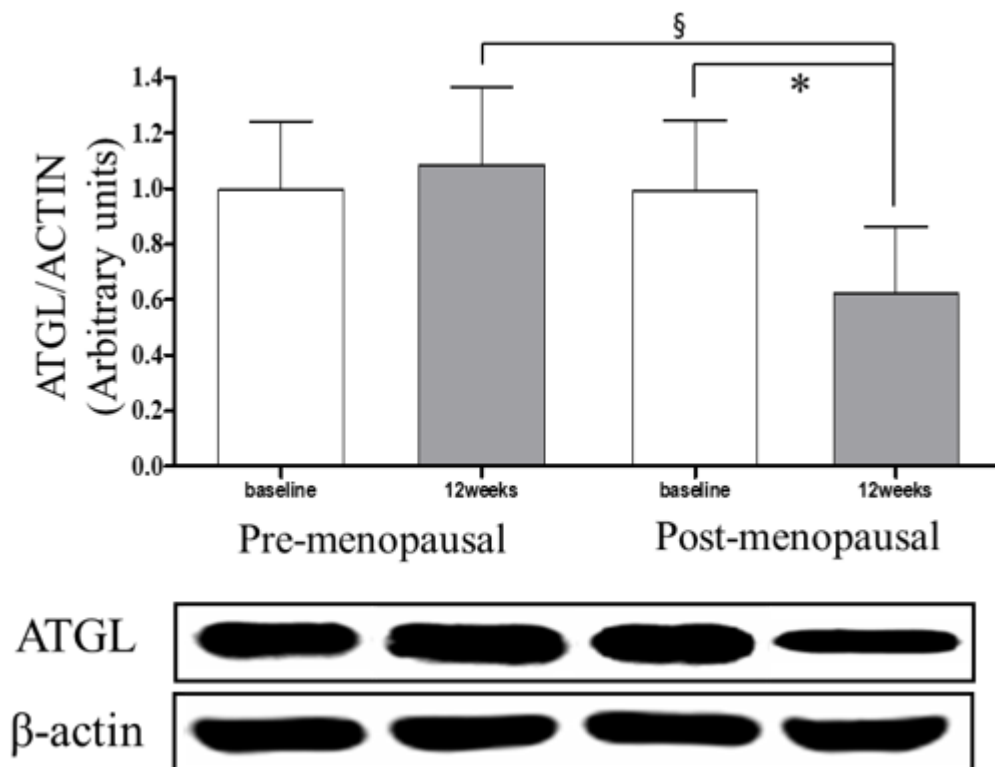 §
*
ATGL/ACTIN
(Arbitrary units)
1.4
1.2
1.0
0.8
0.6
0.4
0.2
0.0
baseline 12weeks baseline 12weeks
Pre-menopausal Post-menopausal
ATGL
β-actin